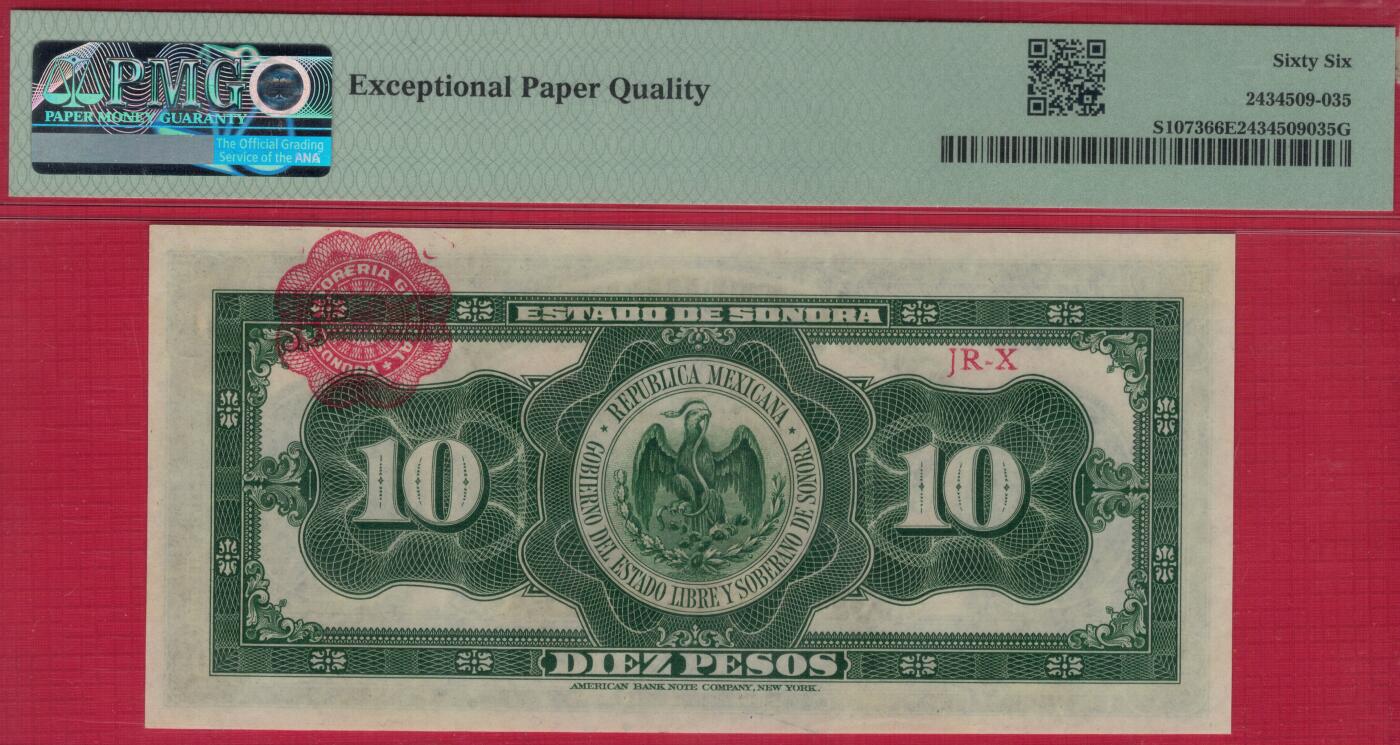 PMG
PAPER MONEY GUARANTY
The Official Grading
Service of the ANA
Exceptional Paper Quality
Sixty Six
2434509-035
S107366E2434509035G
ESTADO DE SONORA
JR-X
10
REPUBLICA MEXICANA
GOBIERNO DEL ESTADO LIBRE Y SOBERANO DE SONORA
10
DIEZ PESOS
AMERICAN BANK NOTE COMPANY, NEW YORK.